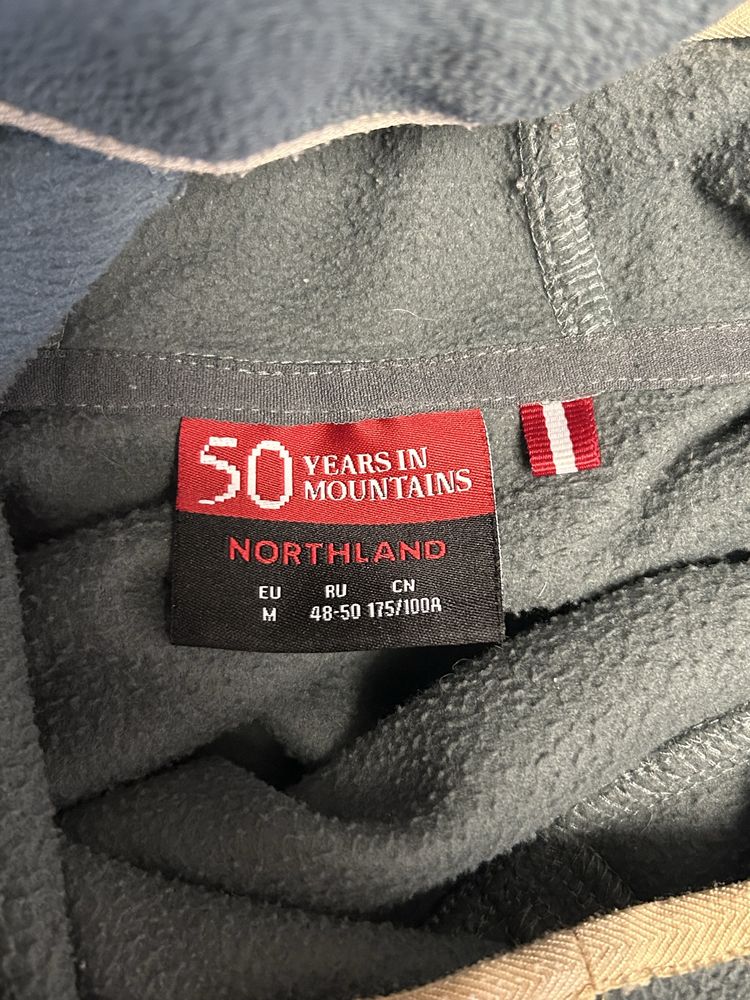 50 YEARS IN
MOUNTAINS
NORTHLAND
EU RU CN
M 48-50 175/100A